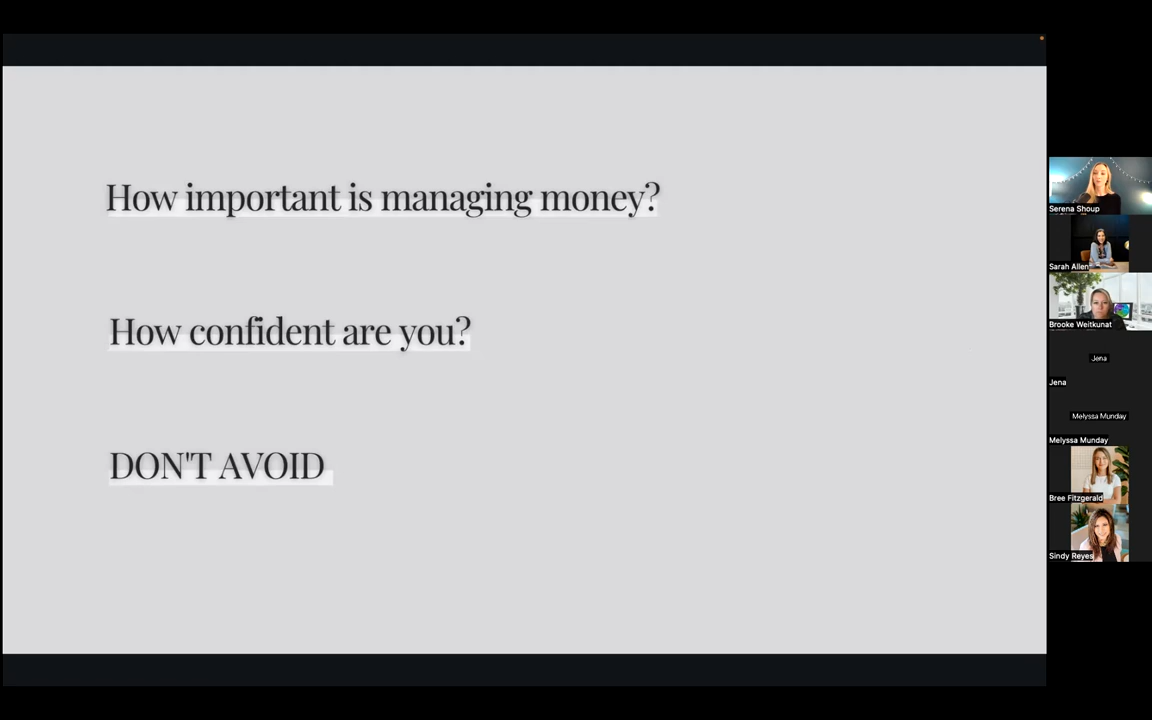 How important is managing money?
How confident are you?
DON'T AVOID
Serena Shoup
Sarah Allen
Brooke Weitkunat
Jena
Jena
Melyssa Munday
Melyssa Munday
Bree Fitzgerald
Sindy Reyes